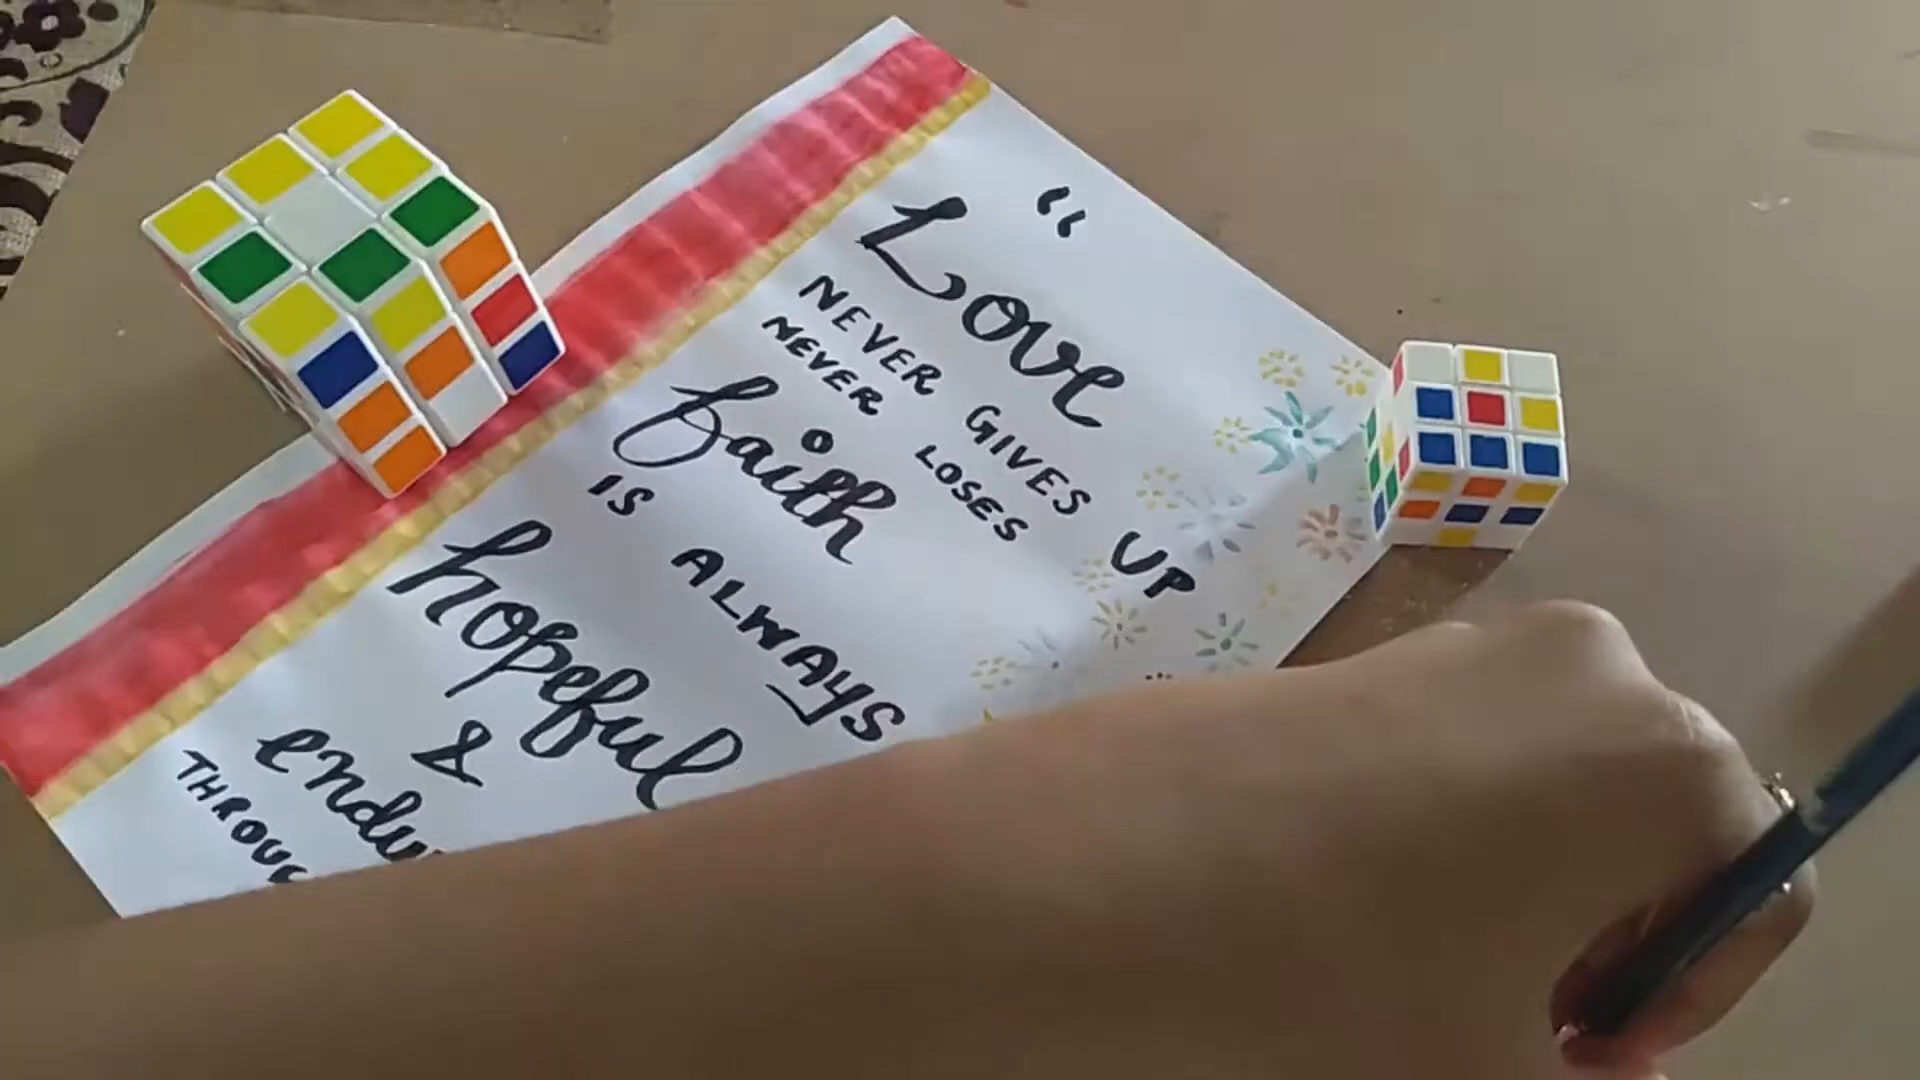 “
Love
NEVER GIVES UP
NEVER LOSES
faith
IS ALWAYS
hopeful
&